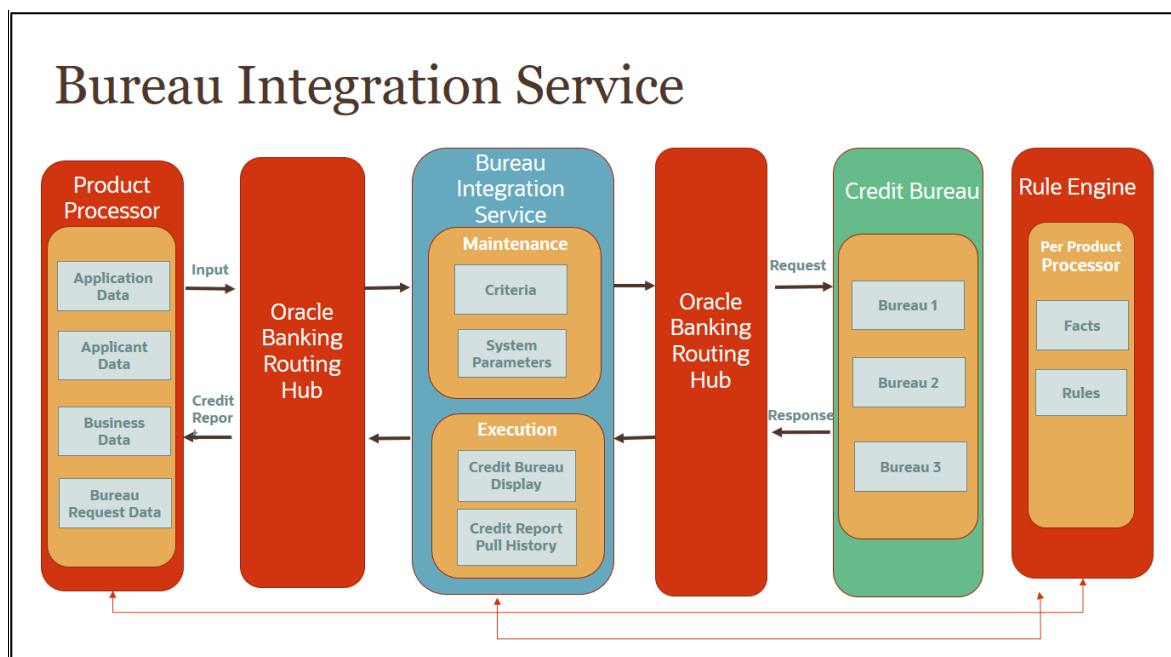 Bureau Integration Service
Product
Processor
Application
Data
Applicant
Data
Business
Data
Bureau
Request Data
Input
Credit
Repor
t
Oracle
Banking
Routing
Hub
Bureau
Integration
Service
Maintenance
Criteria
System
Parameters
Execution
Credit Bureau
Display
Credit Report
Pull History
Oracle
Banking
Routing
Hub
Request
Response
Credit Bureau
Bureau 1
Bureau 2
Bureau 3
Rule Engine
Per Product
Processor
Facts
Rules